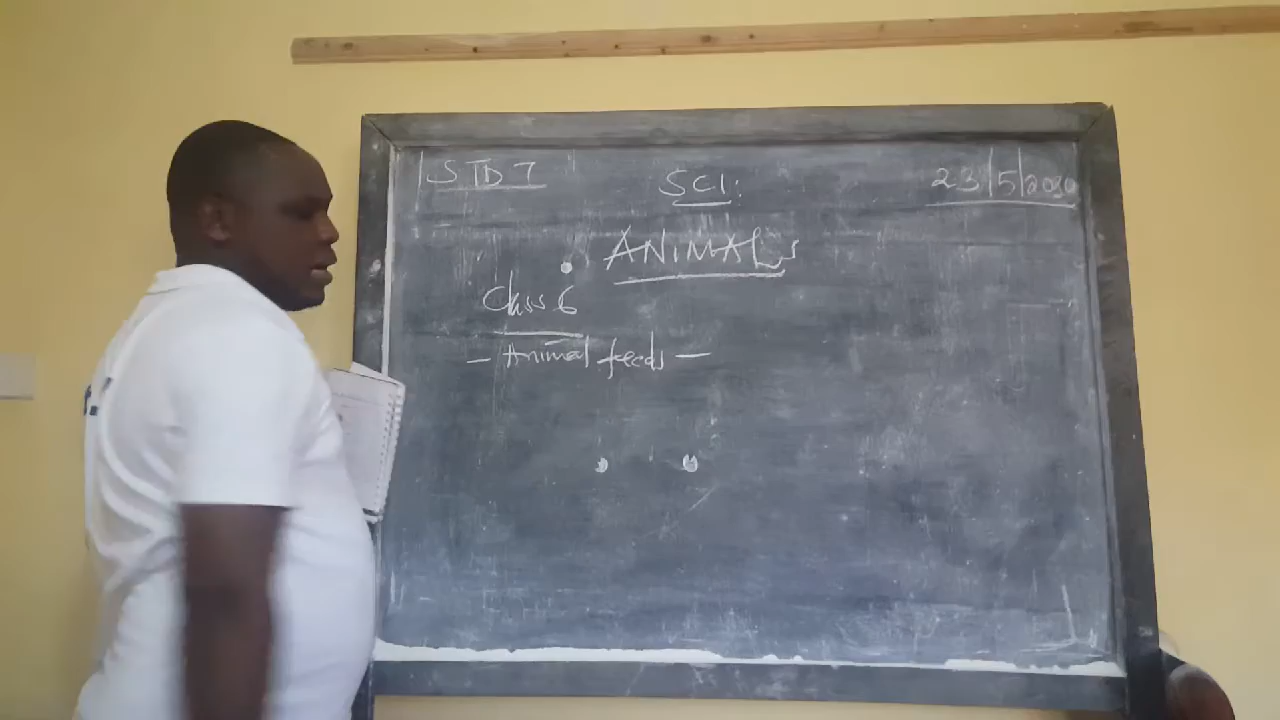 STD 7
SCI:
23/5/2020
ANIMALS
Class 6
- Animal feeds -